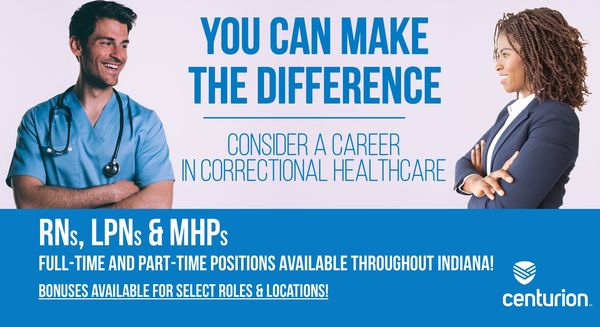 YOU CAN MAKE
THE DIFFERENCE
CONSIDER A CAREER
IN CORRECTIONAL HEALTHCARE
RNs, LPNs & MHPs
FULL-TIME AND PART-TIME POSITIONS AVAILABLE THROUGHOUT INDIANA!
BONUSES AVAILABLE FOR SELECT ROLES & LOCATIONS!
centurion™